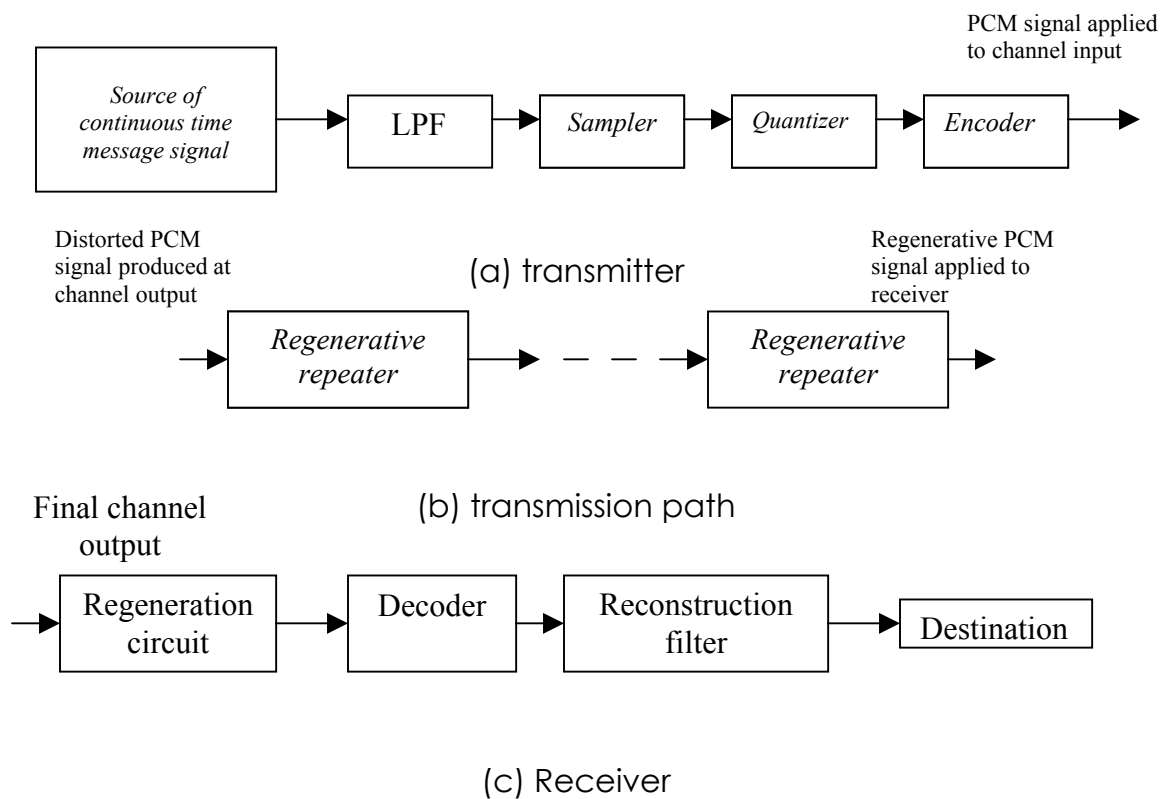 PCM signal applied
to channel input
Source of
continuous time
message signal
LPF
Sampler
Quantizer
Encoder
Distorted PCM
signal produced at
channel output
(a) transmitter
Regenerative PCM
signal applied to
receiver
Regenerative
repeater
Regenerative
repeater
(b) transmission path
Final channel
output
Regeneration
circuit
Decoder
Reconstruction
filter
Destination
(c) Receiver